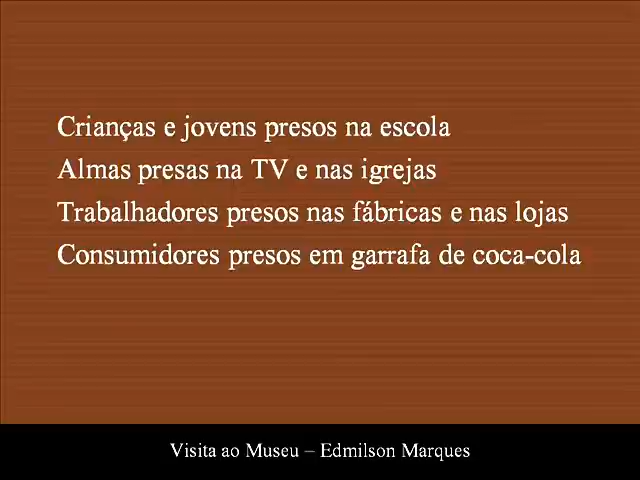 Crianças e jovens presos na escola
Almas presas na TV e nas igrejas
Trabalhadores presos nas fábricas e nas lojas
Consumidores presos em garrafa de coca-cola
Visita ao Museu – Edmilson Marques